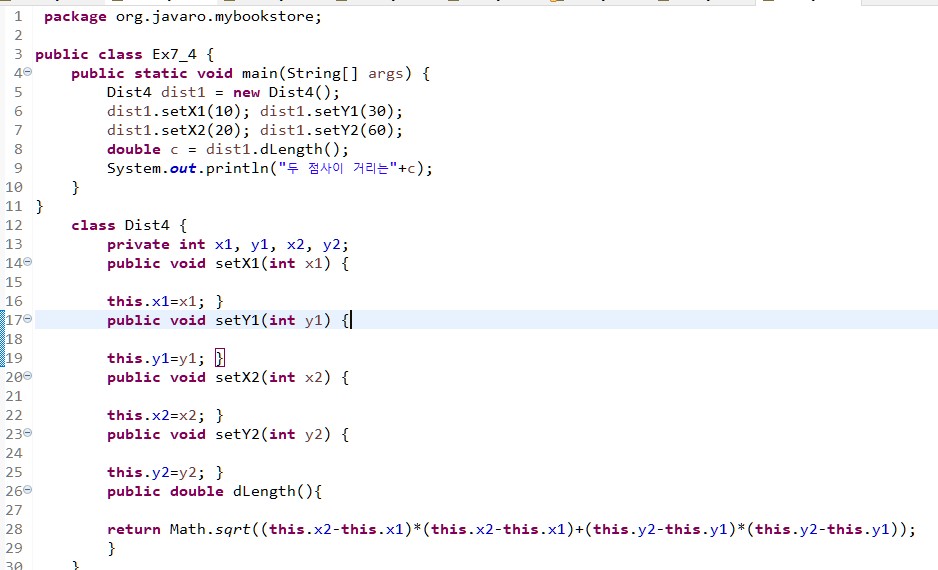 1 package org.javaro.mybookstore;
2
3 public class Ex7_4 {
4 public static void main(String[] args) {
5 Dist4 dist1 = new Dist4();
6 dist1.setX1(10); dist1.setY1(30);
7 dist1.setX2(20); dist1.setY2(60);
8 double c = dist1.dLength();
9 System.out.println("두 점사이 거리는"+c);
10 }
11 }
12 class Dist4 {
13 private int x1, y1, x2, y2;
14 public void setX1(int x1) {
15
16 this.x1=x1; }
17 public void setY1(int y1) {
18
19 this.y1=y1; }
20 public void setX2(int x2) {
21
22 this.x2=x2; }
23 public void setY2(int y2) {
24
25 this.y2=y2; }
26 public double dLength(){
27
28 return Math.sqrt((this.x2-this.x1)*(this.x2-this.x1)+(this.y2-this.y1)*(this.y2-this.y1));
29 }
30 }